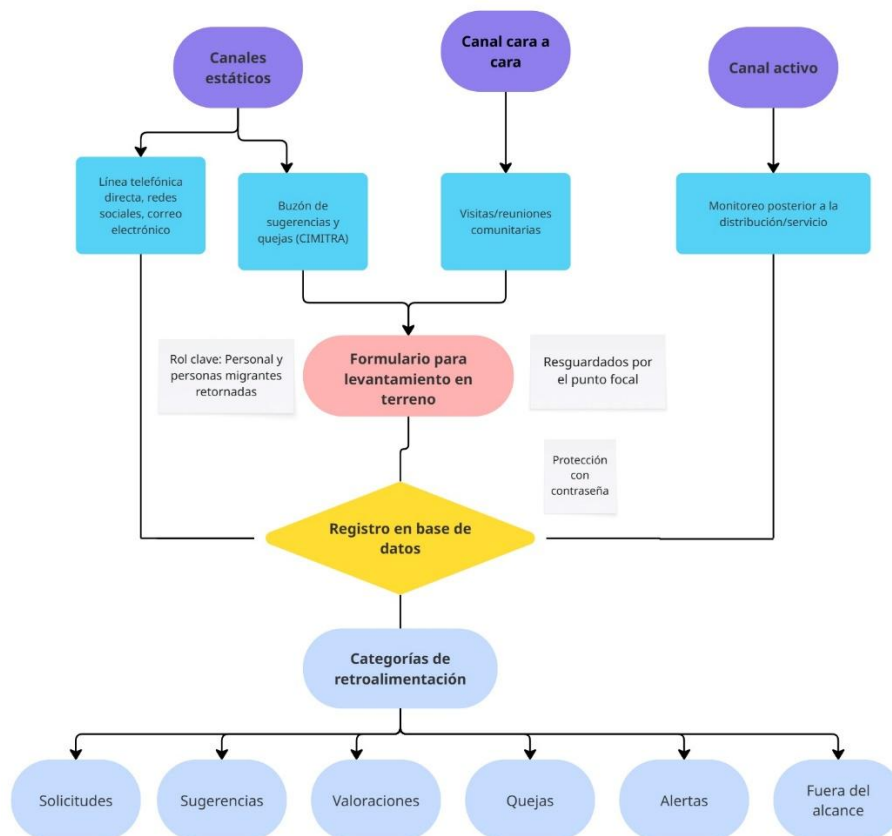 Canales
estáticos
Canal cara a
cara
Canal activo
Línea telefónica
directa, redes
sociales, correo
electrónico
Buzón de
sugerencias y
quejas (CIMITRA)
Visitas/reuniones
comunitarias
Monitoreo posterior a la
distribución/servicio
Rol clave: Personal y
personas migrantes
retornadas
Formulario para
levantamiento en
terreno
Resguardados por
el punto focal
Protección
con
contraseña
Registro en base de
datos
Categorías de
retroalimentación
Solicitudes
Sugerencias
Valoraciones
Quejas
Alertas
Fuera del
alcance